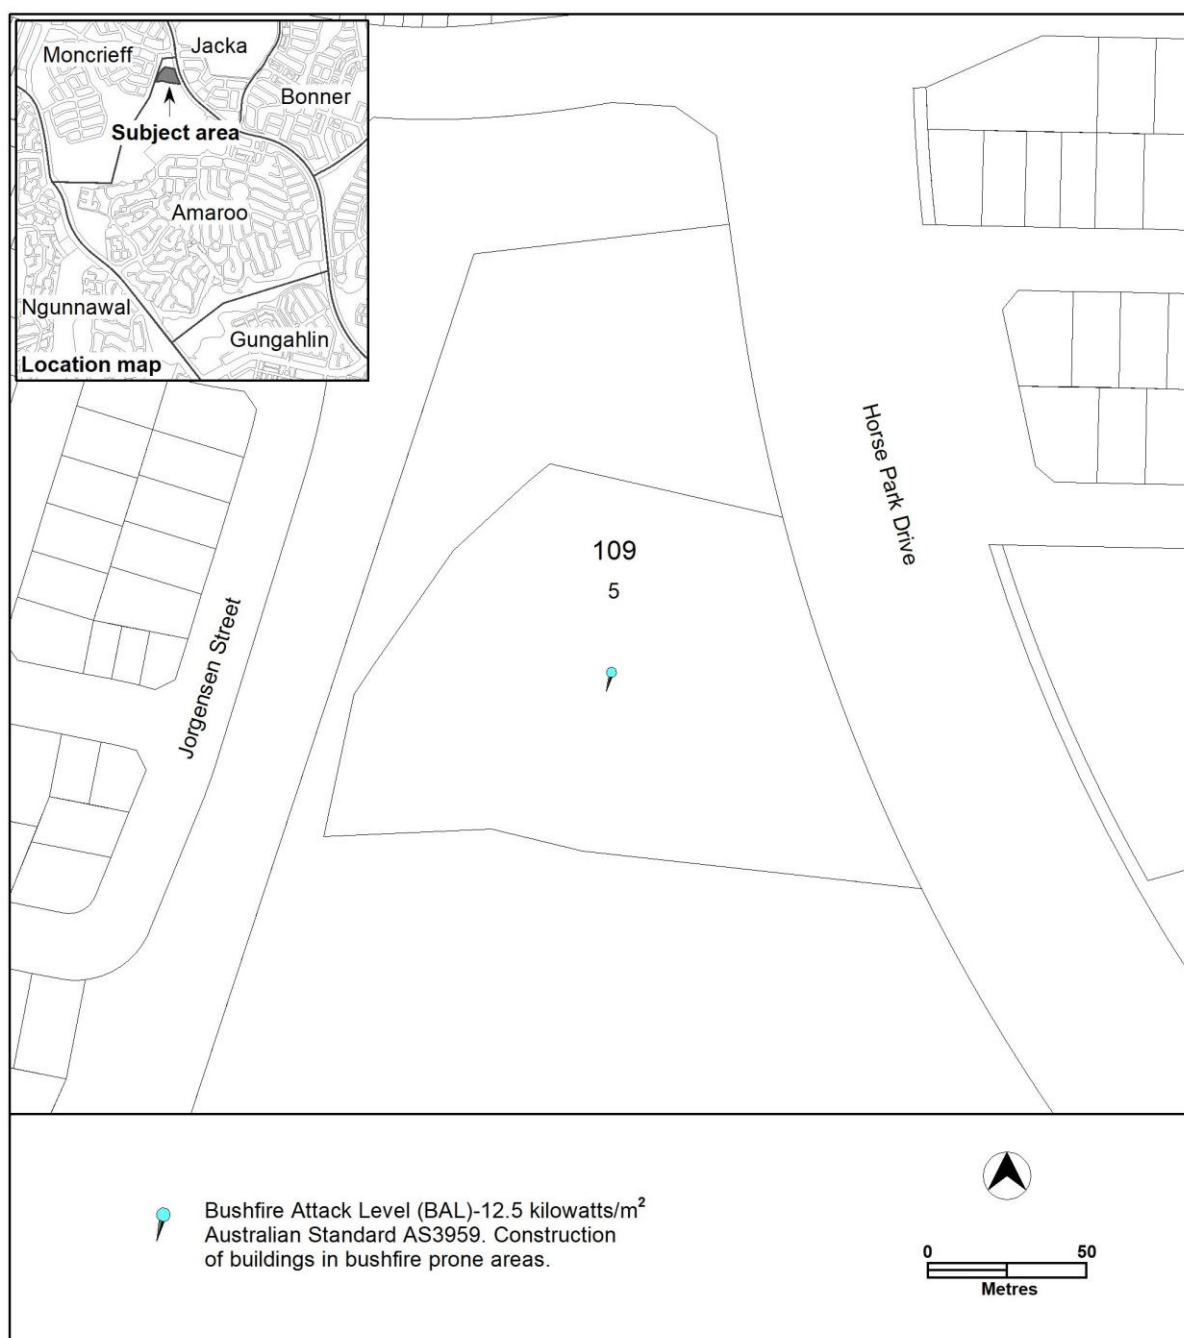 Moncrieff
Jacka
Bonner
Subject area
Amaroo
Ngunnawal
Gungahlin
Location map
Horse Park Drive
109
5
Jorgensen Street
Bushfire Attack Level (BAL)-12.5 kilowatts/m²
Australian Standard AS3959. Construction
of buildings in bushfire prone areas.
0 50
Metres